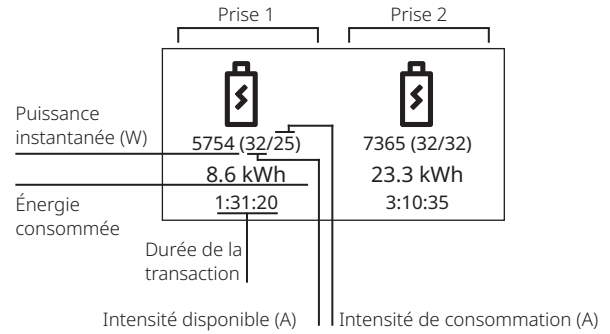 Prise 1
Prise 2
Puissance
instantanée (W)
5754 (32/25)
7365 (32/32)
8.6 kWh
23.3 kWh
Énergie
consommée
1:31:20
3:10:35
Durée de la
transaction
Intensité disponible (A)
Intensité de consommation (A)